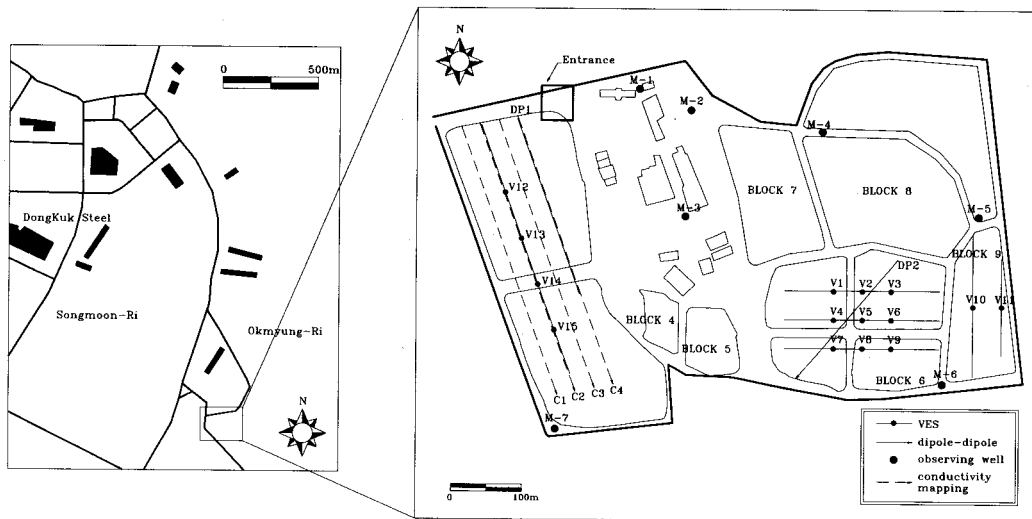 N
500m
DongKuk Steel
Songmoon-Ri
Okmyung-Ri
N
N
Entrance
DP1
M-1
M-2
M-4
V12
BLOCK 7
BLOCK 8
M-3
M-5
V13
BLOCK 9
DP2
V14
V1
V2
V3
V10
V11
V15
BLOCK 4
V4
V5
V6
BLOCK 5
V7
V8
V9
C1
C2
C3
C4
BLOCK 6
M-6
M-7
VES
dipole-dipole
observing well
conductivity
mapping
0
100m